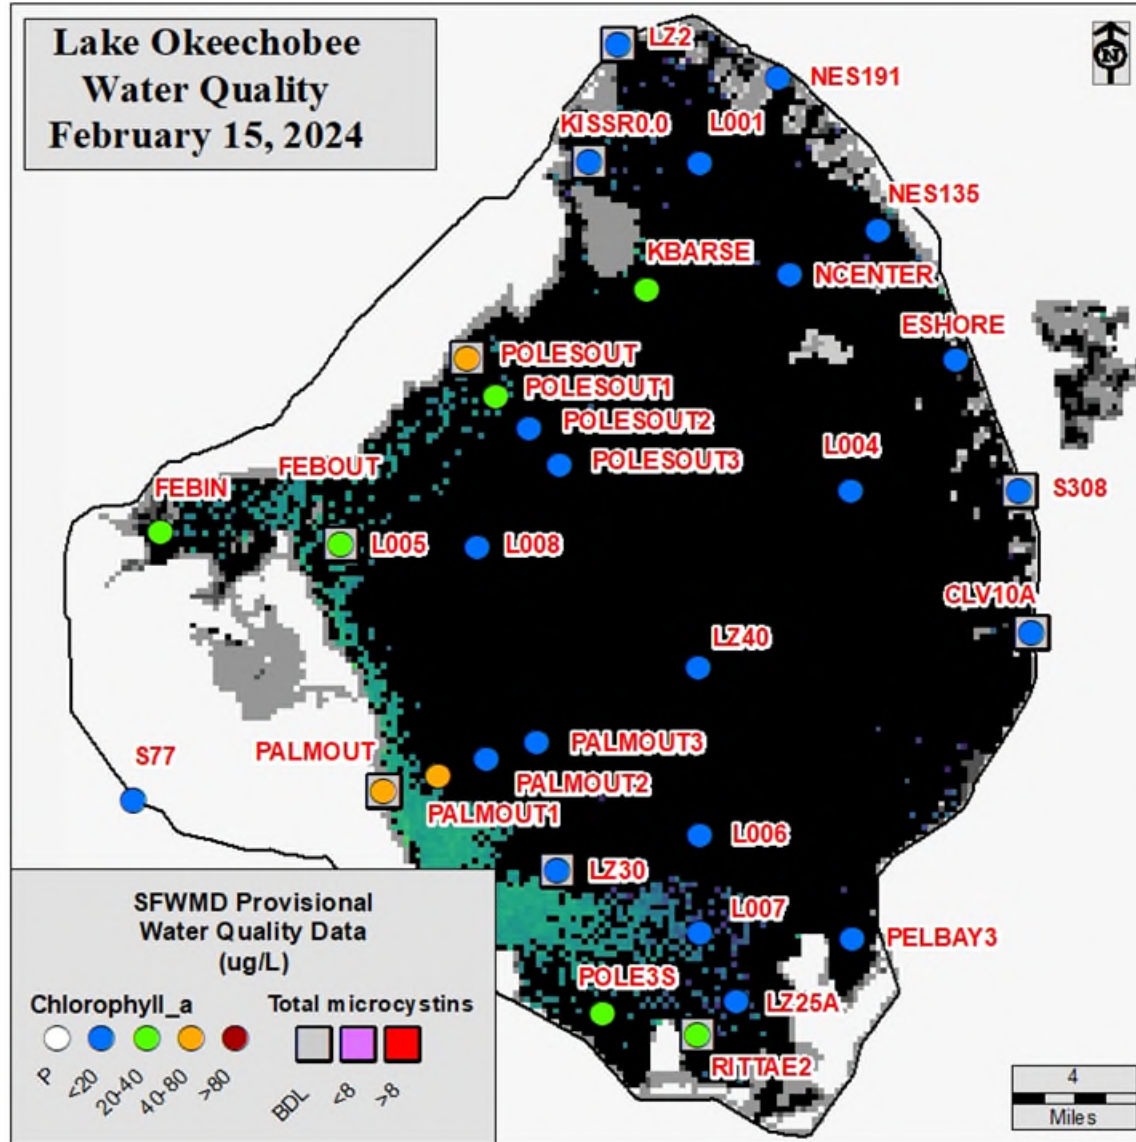 Lake Okeechobee
Water Quality
February 15, 2024
N
LZ2
NES191
KISSR0.0
L001
NES135
KBARSE
NCENTER
ESHORE
POLESOUT
POLESOUT1
POLESOUT2
POLESOUT3
L004
FEBOUT
FEBIN
S308
L005
L008
CLV10A
LZ40
PALMOUT3
PALMOUT
S77
PALMOUT2
PALMOUT1
L006
LZ30
L007
PELBAY3
POLE3S
LZ25A
RITTAE2
SFWMD Provisional
Water Quality Data
(ug/L)
Chlorophyll_a
P
<20
20-40
40-80
>80
Total microcystins
BDL
<8
>8
4
Miles